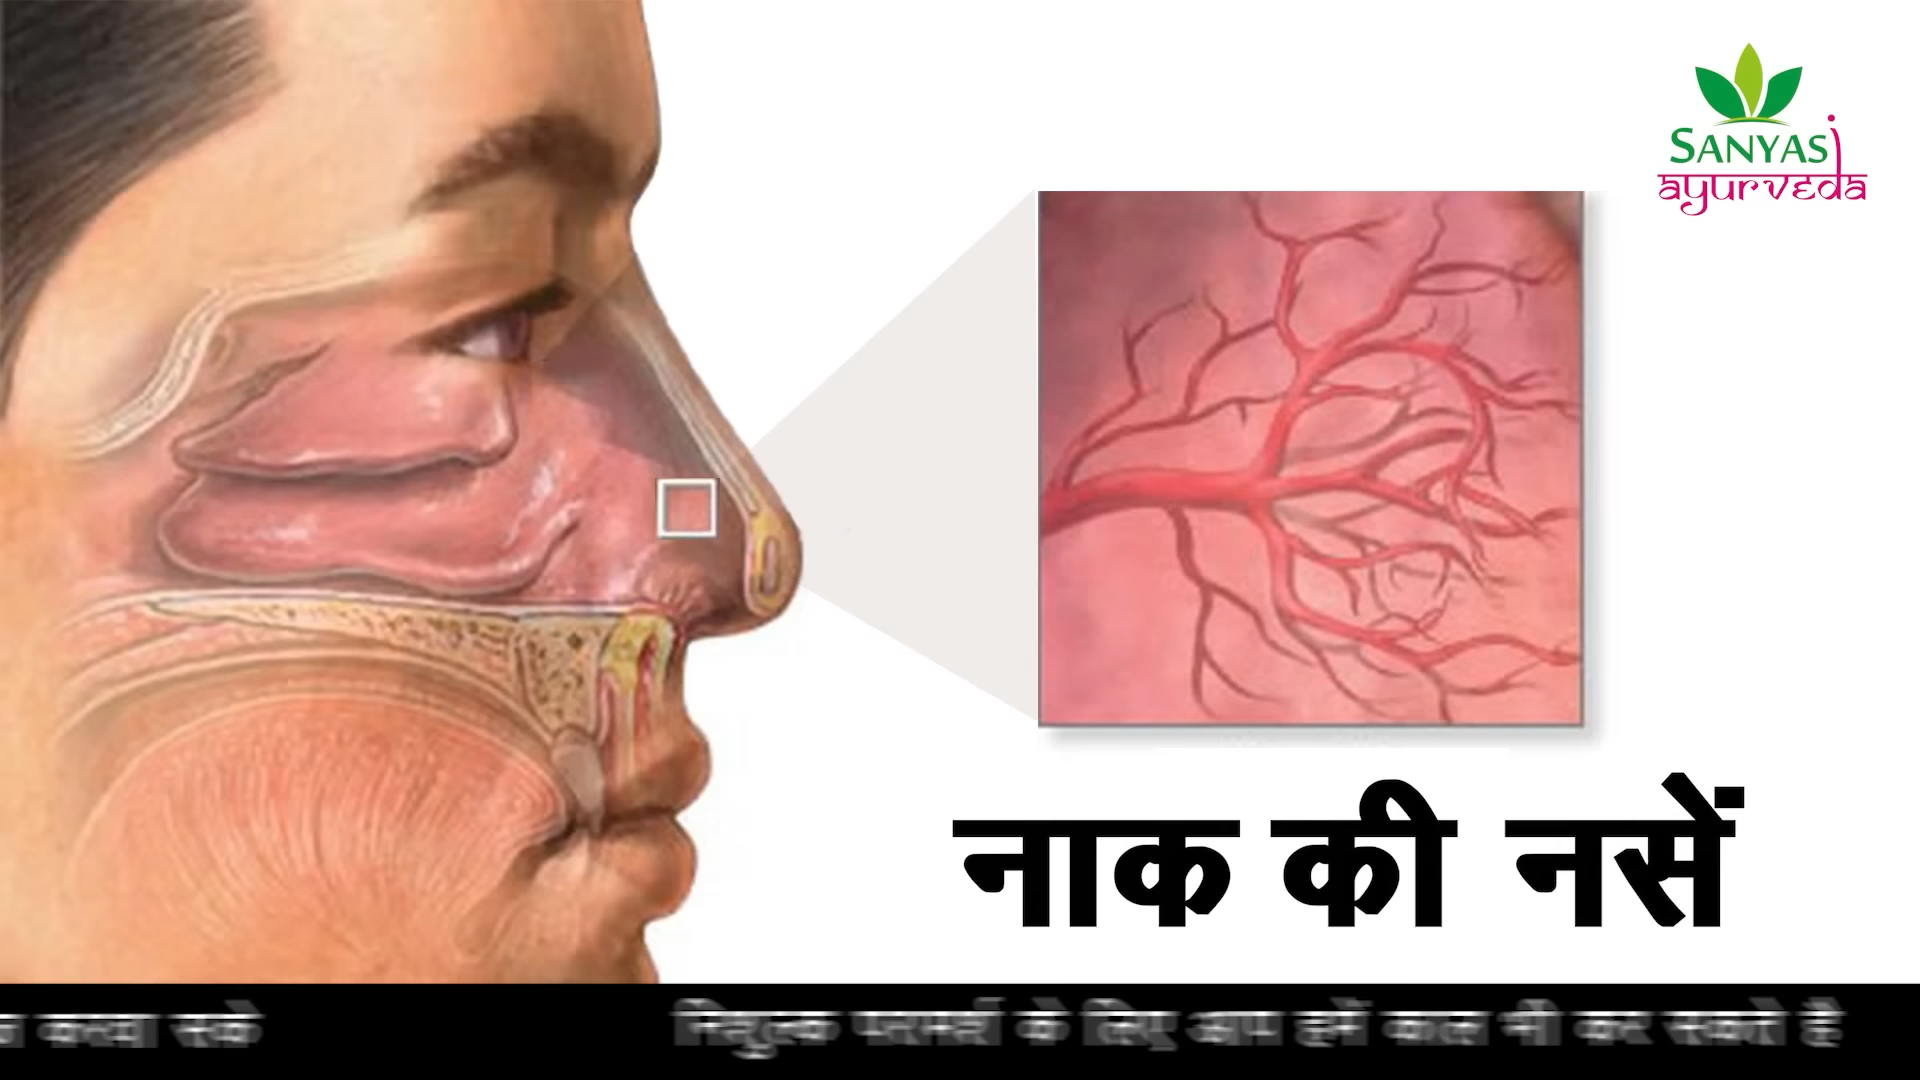 SANYASI
ayurveda
नाक की नसें
निशुल्क परामर्श के लिए आप हमें काल भी कर सकते है